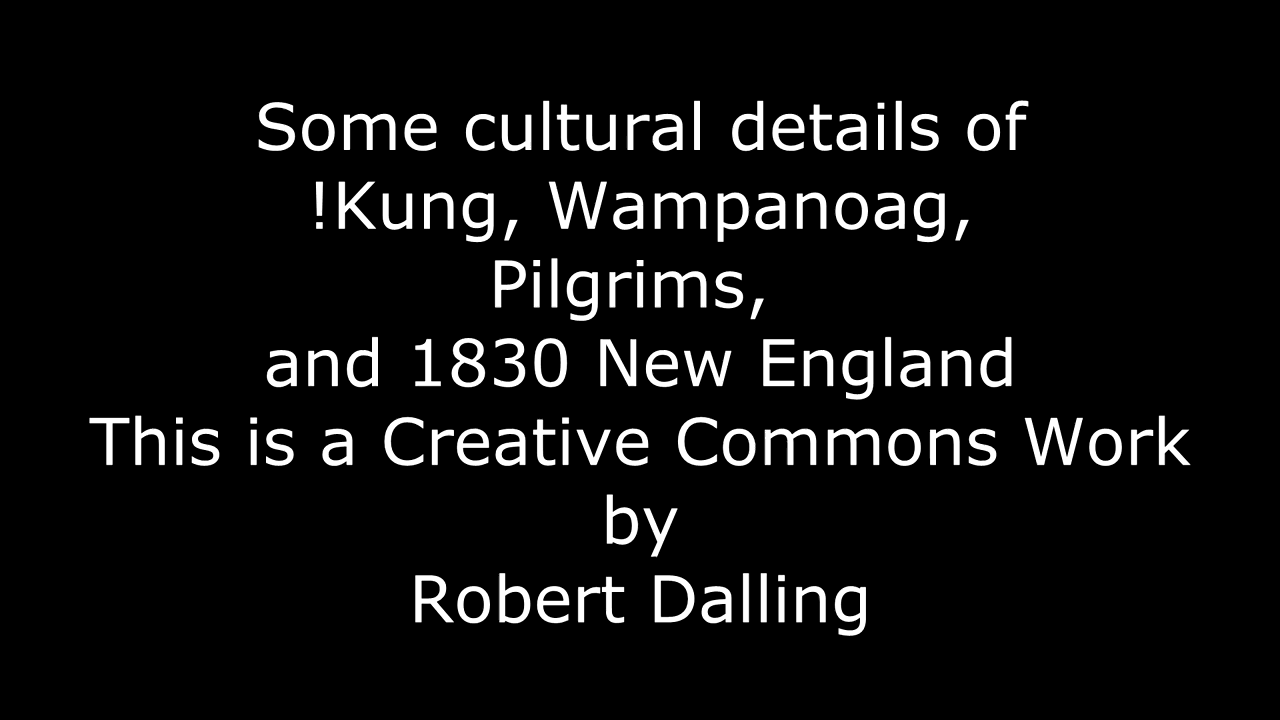 Some cultural details of
!Kung, Wampanoag,
Pilgrims,
and 1830 New England
This is a Creative Commons Work
by
Robert Dalling